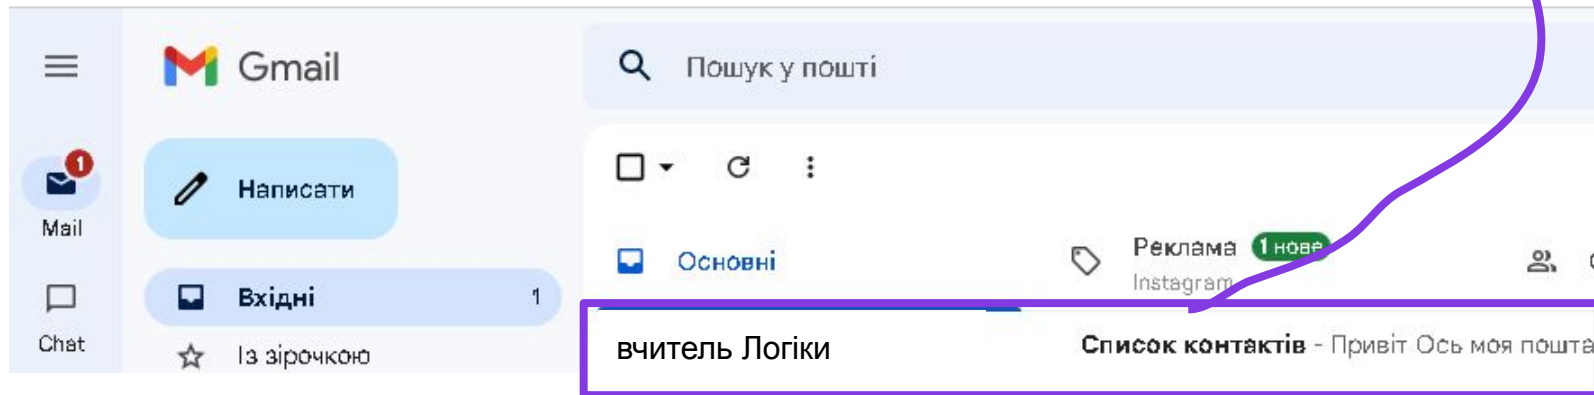 Gmail
Пошук у пошті
1
Mail
Написати
Основні
Реклама 1 нове
Instagram
Вхідні 1
Chat
Із зірочкою
вчитель Логіки
Список контактів - Привіт Ось моя пошта